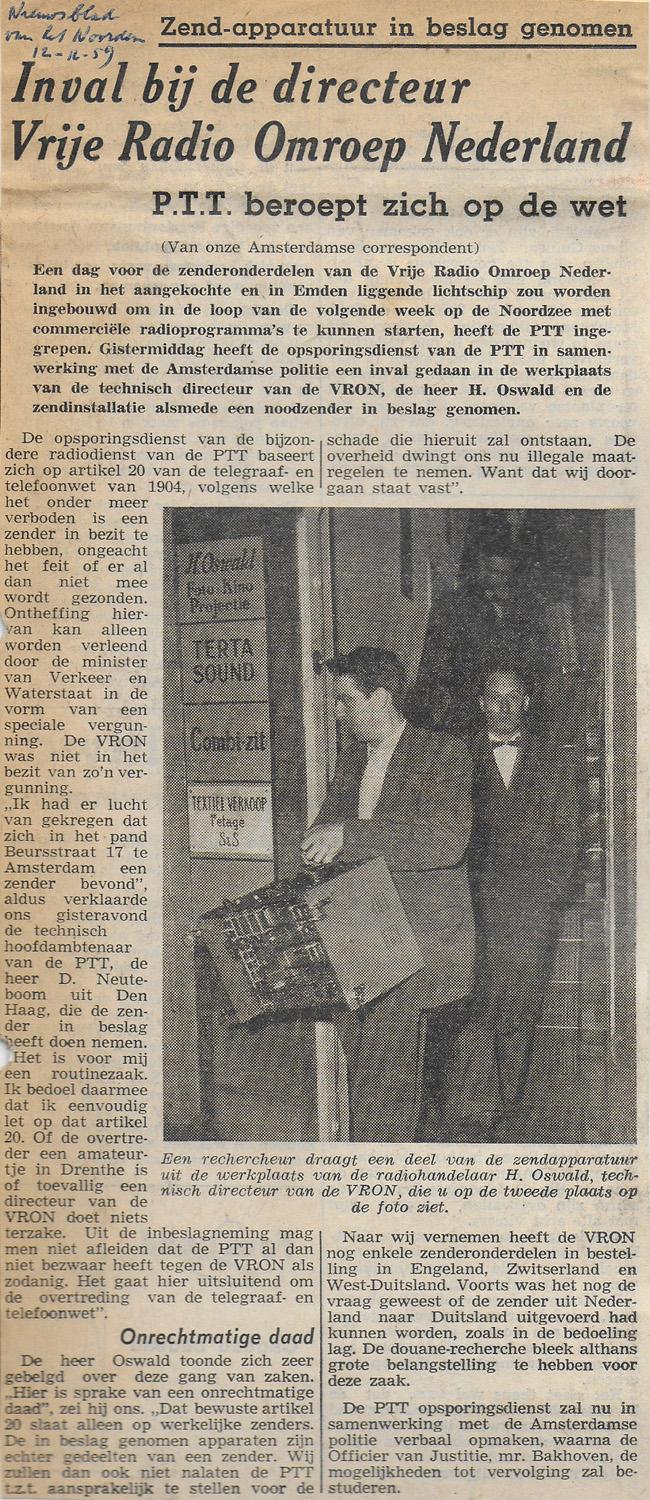 Nieuwsblad
van het Noorden
Zend-apparatuur in beslag genomen
Inval bij de directeur
Vrije Radio Omroep Nederland
P.T.T. beroept zich op de wet
(Van onze Amsterdamse correspondent)
Een dag voor de zenderonderdelen van de Vrije Radio Omroep Neder-
land in het aangekochte en in Emden liggende lichtschip zou worden
ingebouwd om in de loop van de volgende week op de Noordzee met
commerciële radioprogramma's te kunnen starten, heeft de PTT inge-
grepen. Gistermiddag heeft de opsporingsdienst van de PTT in samen-
werking met de Amsterdamse politie een inval gedaan in de werkplaats
van de technisch directeur van de VRON, de heer H. Oswald en de
zendinstallatie alsmede een noodzender in beslag genomen.
De opsporingsdienst van de bijzon-
dere radiodienst van de PTT baseert
zich op artikel 20 van de telegraaf- en
telefoonwet van 1904, volgens welke
het onder meer
verboden is een
zender in bezit te
hebben, ongeacht
het feit of er al
dan niet mee
wordt gezonden.
Ontheffing hier-
van kan alleen
worden verleend
door de minister
van Verkeer en
Waterstaat in de
vorm van een
speciale vergun-
ning. De VRON
was niet in het
bezit van zo'n ver-
gunning.
„Ik had er lucht
van gekregen dat
zich in het pand
Beursstraat 17 te
Amsterdam een
zender bevond",
aldus verklaarde
ons gisteravond
de technisch
hoofdambtenaar
van de PTT, de
heer D. Neute-
boom uit Den
Haag, die de zen-
der in beslag
heeft doen nemen.
„Het is voor mij
een routinezaak.
Ik bedoel daarmee
dat ik eenvoudig
let op dat artikel
20. Of de overtre-
der een amateur-
tje in Drenthe is
of toevallig een
directeur van de
VRON doet niets
terzake. Uit de inbeslagneming mag
men niet afleiden dat de PTT al dan
niet bezwaar heeft tegen de VRON als
zodanig. Het gaat hier uitsluitend om
de overtreding van de telegraaf- en
telefoonwet".
Onrechtmatige daad
De heer Oswald toonde zich zeer
gebelgd over deze gang van zaken.
„Hier is sprake van een onrechtmatige
daad", zei hij ons. „Dat bewuste artikel
20 slaat alleen op werkelijke zenders.
De in beslag genomen apparaten zijn
echter gedeelten van een zender. Wij
zullen dan ook niet nalaten de PTT
t.z.t. aansprakelijk te stellen voor de
schade die hieruit zal ontstaan. De
overheid dwingt ons nu illegale maat-
regelen te nemen. Want dat wij door-
gaan staat vast".
H. Oswald
Foto Kino
Projectie
TERTA
SOUND
Combi-zit
TEXTIEL VERKOOP
1e etage
S&S
Een rechercheur draagt een deel van de zendapparatuur
uit de werkplaats van de radiohandelaar H. Oswald, tech-
nisch directeur van de VRON, die u op de tweede plaats op
de foto ziet.
Naar wij vernemen heeft de VRON
nog enkele zenderonderdelen in bestel-
ling in Engeland, Zwitserland en
West-Duitsland. Voorts was het nog de
vraag geweest of de zender uit Neder-
land naar Duitsland uitgevoerd had
kunnen worden, zoals in de bedoeling
lag. De douane-recherche bleek althans
grote belangstelling te hebben voor
deze zaak.
De PTT opsporingsdienst zal nu in
samenwerking met de Amsterdamse
politie verbaal opmaken, waarna de
Officier van Justitie, mr. Bakhoven, de
mogelijkheden tot vervolging zal be-
studeren.